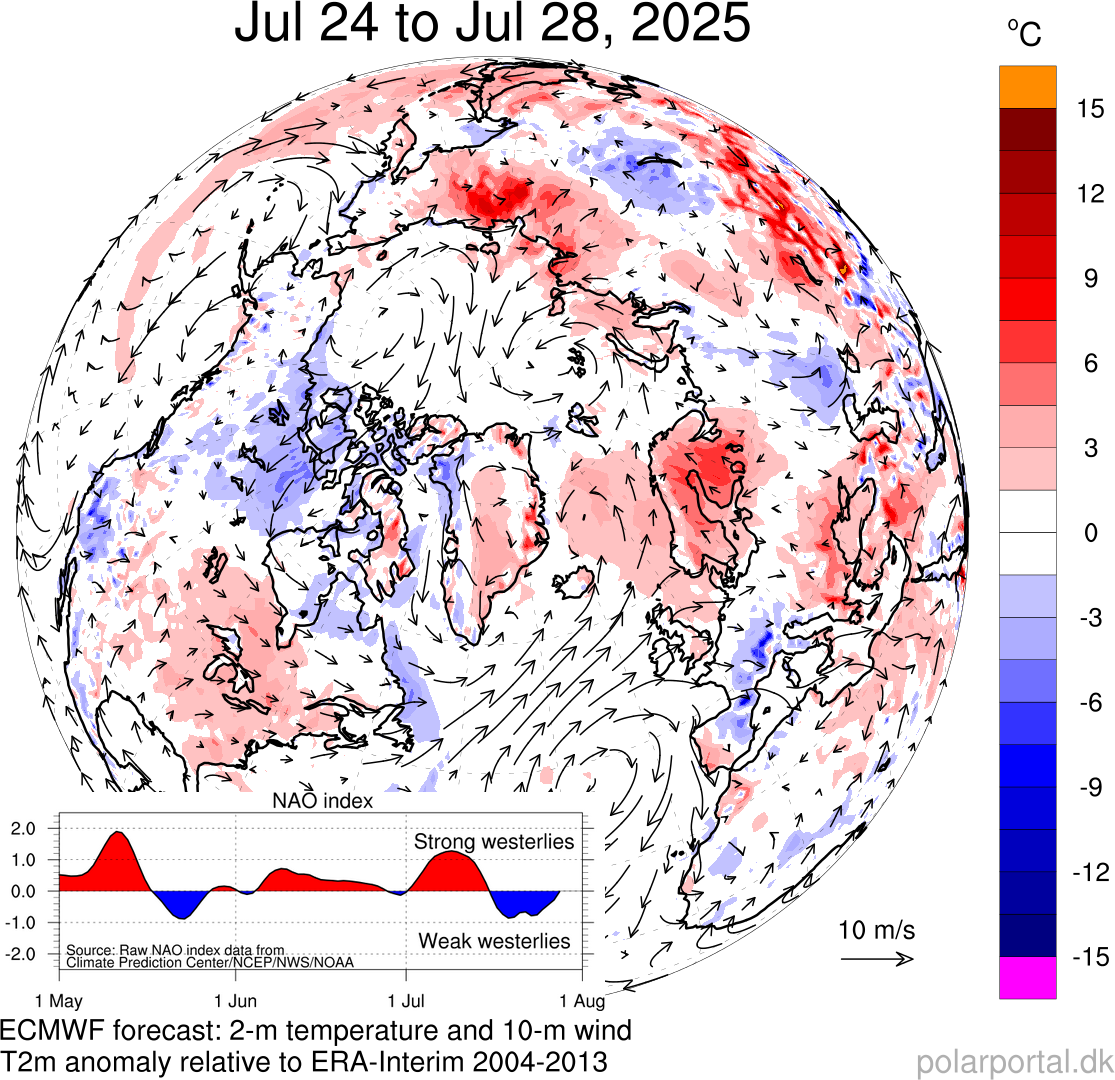 Jul 24 to Jul 28, 2025
°C
15
12
9
6
3
0
-3
-6
-9
-12
-15
10 m/s
NAO index
2.0
1.0
0.0
-1.0
-2.0
Strong westerlies
Weak westerlies
Source: Raw NAO index data from
Climate Prediction Center/NCEP/NWS/NOAA
1 May
1 Jun
1 Jul
1 Aug
ECMWF forecast: 2-m temperature and 10-m wind
T2m anomaly relative to ERA-Interim 2004-2013
polarportal.dk